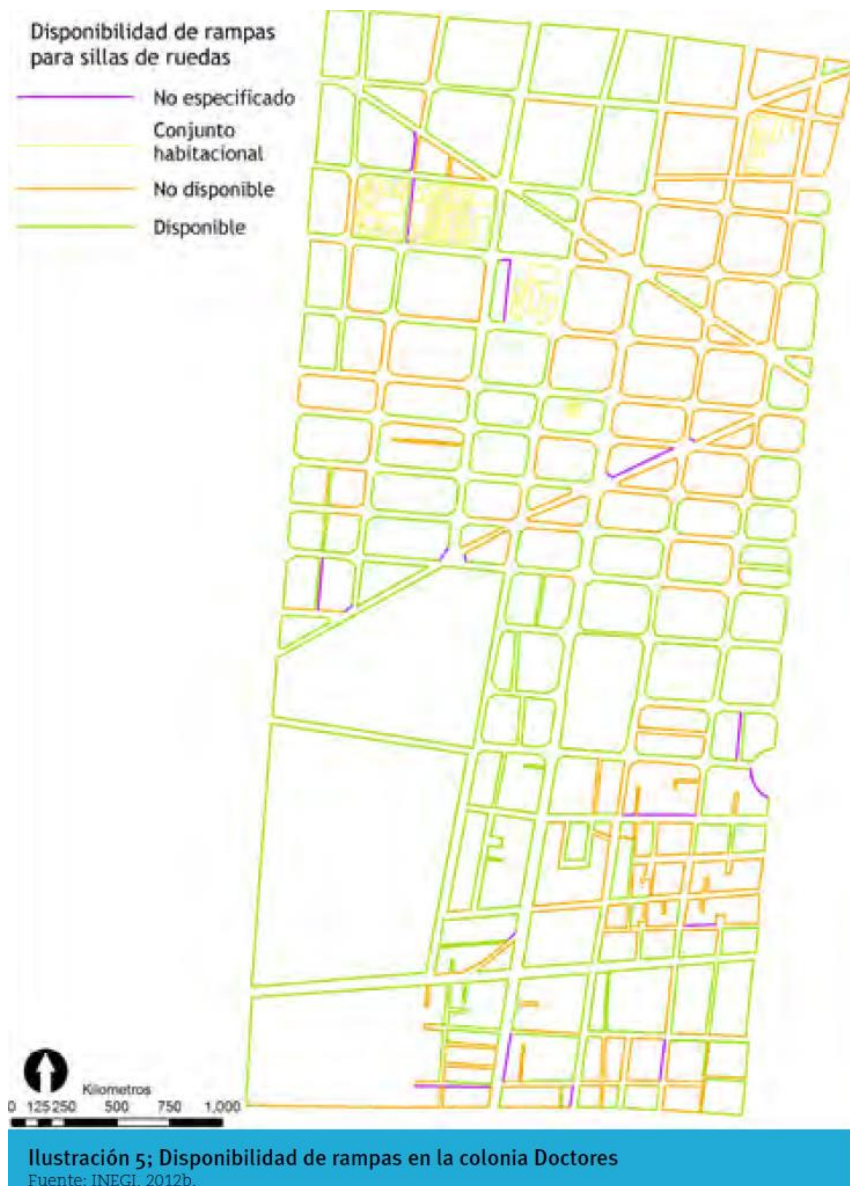 Disponibilidad de rampas
para sillas de ruedas
No especificado
Conjunto
habitacional
No disponible
Disponible
Kilometros
0 125 250 500 750 1,000
Ilustración 5; Disponibilidad de rampas en la colonia Doctores
Fuente: INEGI, 2012b.